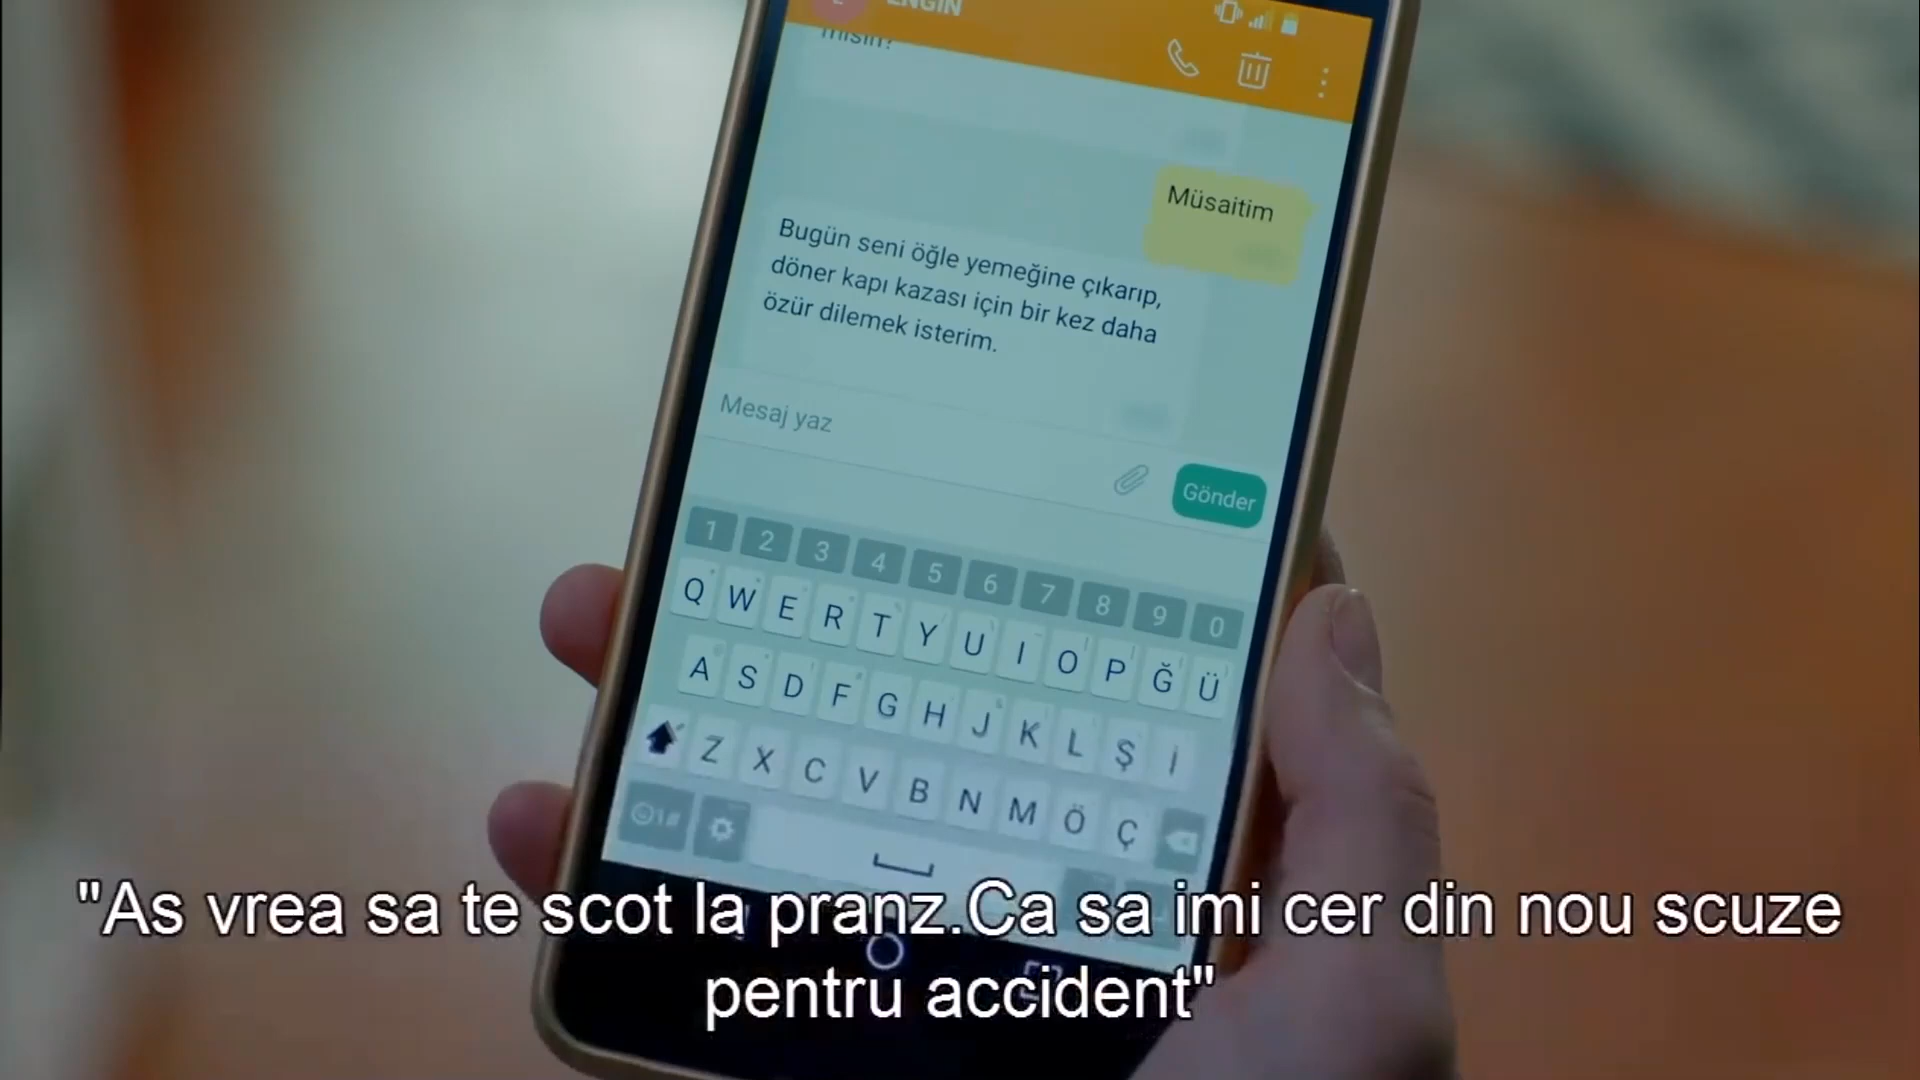 ENGİN
misin?
Müsaitim
Bugün seni öğle yemeğine çıkarıp,
döner kapı kazası için bir kez daha
özür dilemek isterim.
Mesaj yaz
Gönder
1 2 3 4 5 6 7 8 9 0
Q W E R T Y U I O P Ğ Ü
A S D F G H J K L Ş İ
Z X C V B N M Ö Ç
"As vrea sa te scot la pranz.Ca sa imi cer din nou scuze
pentru accident"